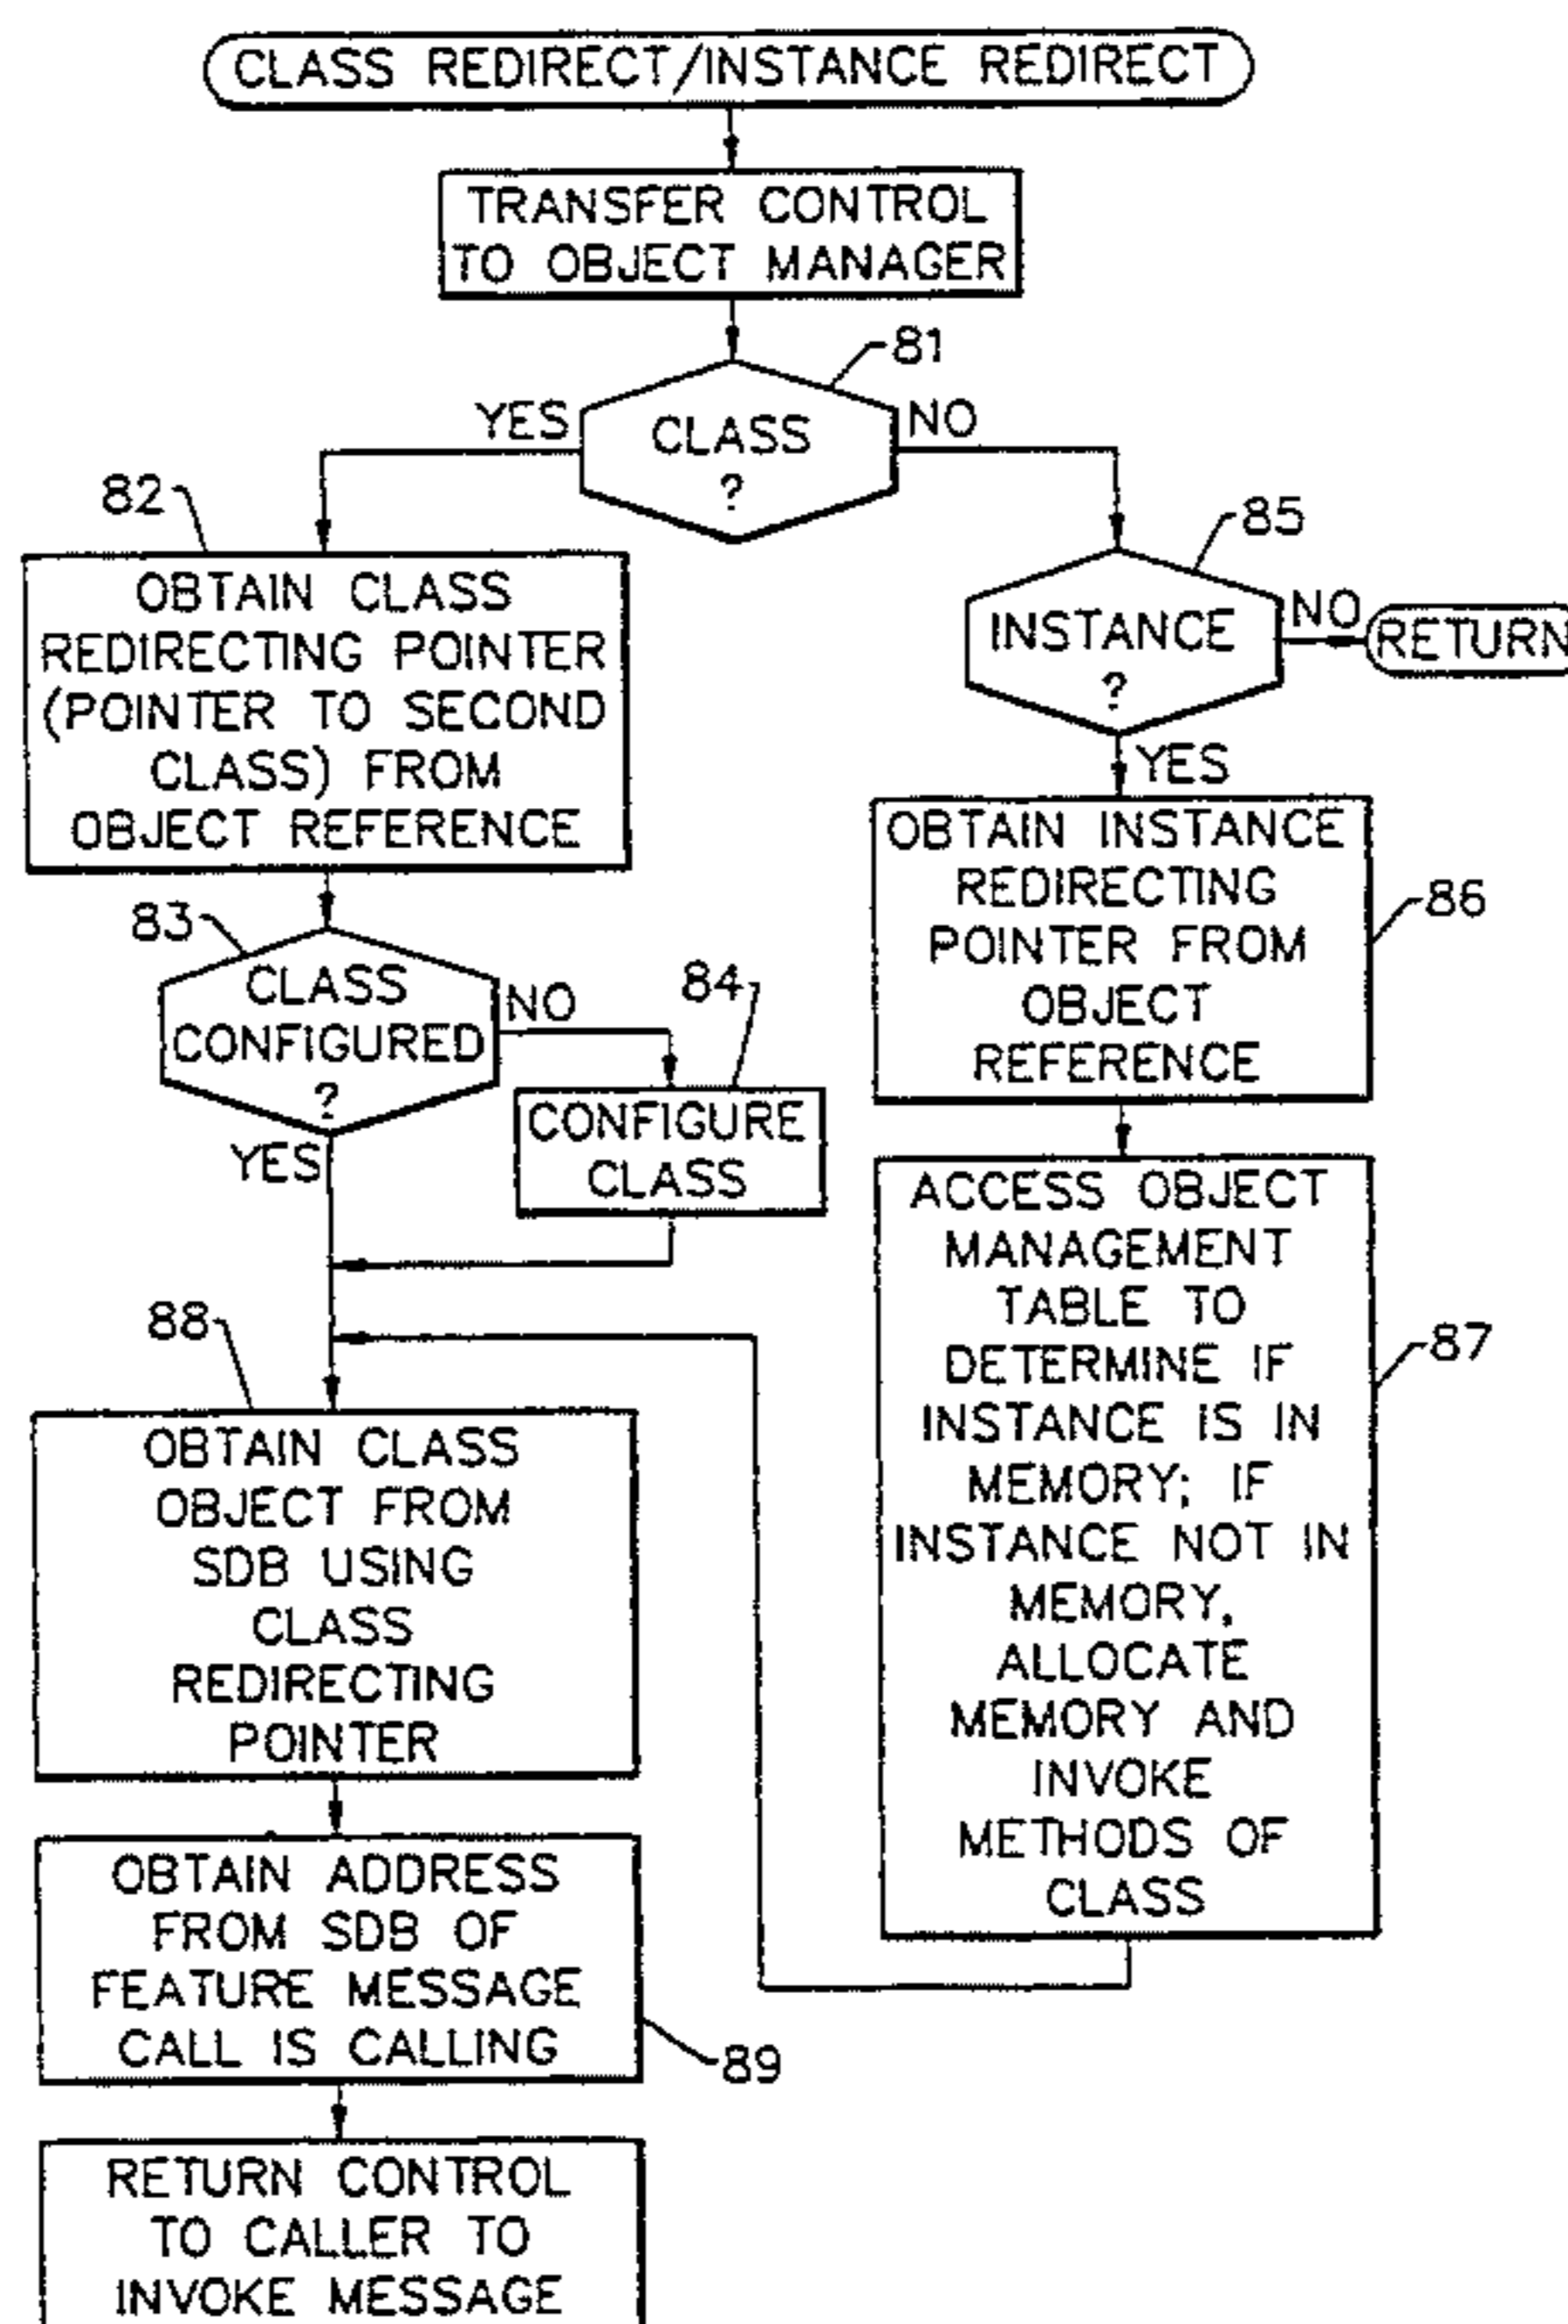 CLASS REDIRECT/INSTANCE REDIRECT
TRANSFER CONTROL
TO OBJECT MANAGER
81
YES
CLASS
?
NO
82
OBTAIN CLASS
REDIRECTING POINTER
(POINTER TO SECOND
CLASS) FROM
OBJECT REFERENCE
85
INSTANCE
?
NO
RETURN
YES
83
CLASS
CONFIGURED
?
NO
84
CONFIGURE
CLASS
YES
OBTAIN INSTANCE
REDIRECTING
POINTER FROM
OBJECT
REFERENCE
86
ACCESS OBJECT
MANAGEMENT
TABLE TO
DETERMINE IF
INSTANCE IS IN
MEMORY; IF
INSTANCE NOT IN
MEMORY,
ALLOCATE
MEMORY AND
INVOKE
METHODS OF
CLASS
87
88
OBTAIN CLASS
OBJECT FROM
SDB USING
CLASS
REDIRECTING
POINTER
OBTAIN ADDRESS
FROM SDB OF
FEATURE MESSAGE
CALL IS CALLING
89
RETURN CONTROL
TO CALLER TO
INVOKE MESSAGE